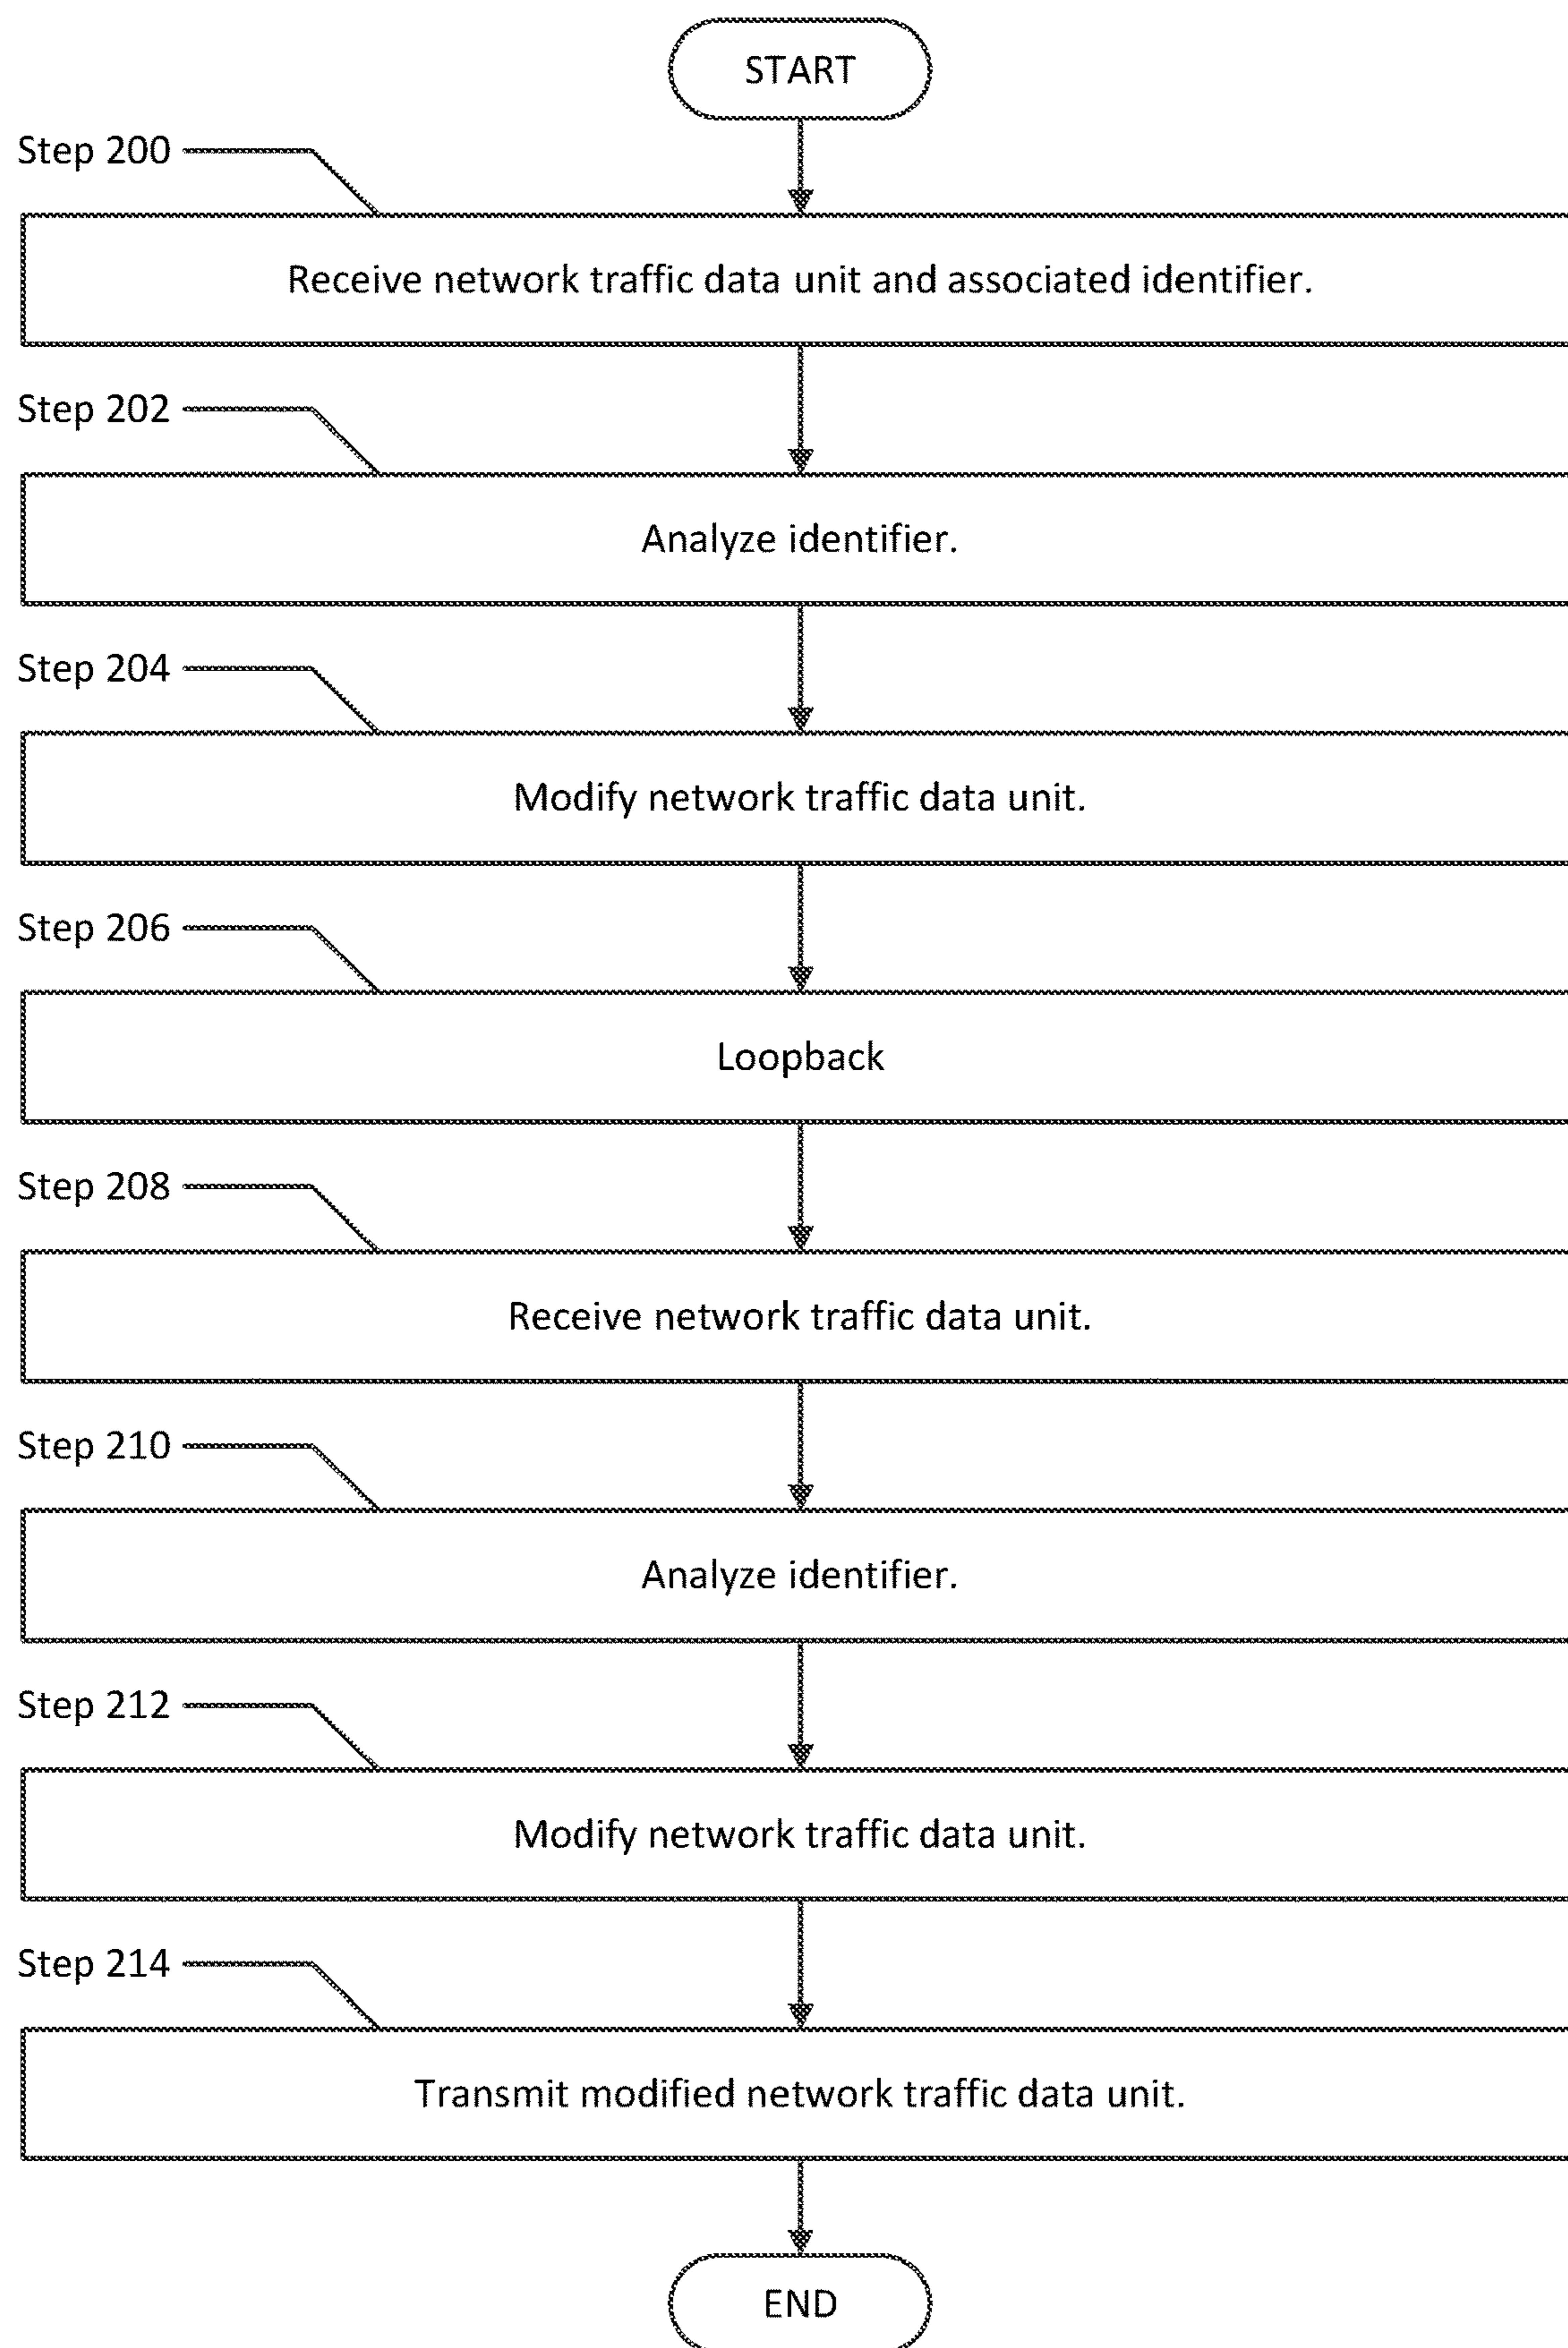 START
Step 200
Receive network traffic data unit and associated identifier.
Step 202
Analyze identifier.
Step 204
Modify network traffic data unit.
Step 206
Loopback
Step 208
Receive network traffic data unit.
Step 210
Analyze identifier.
Step 212
Modify network traffic data unit.
Step 214
Transmit modified network traffic data unit.
END